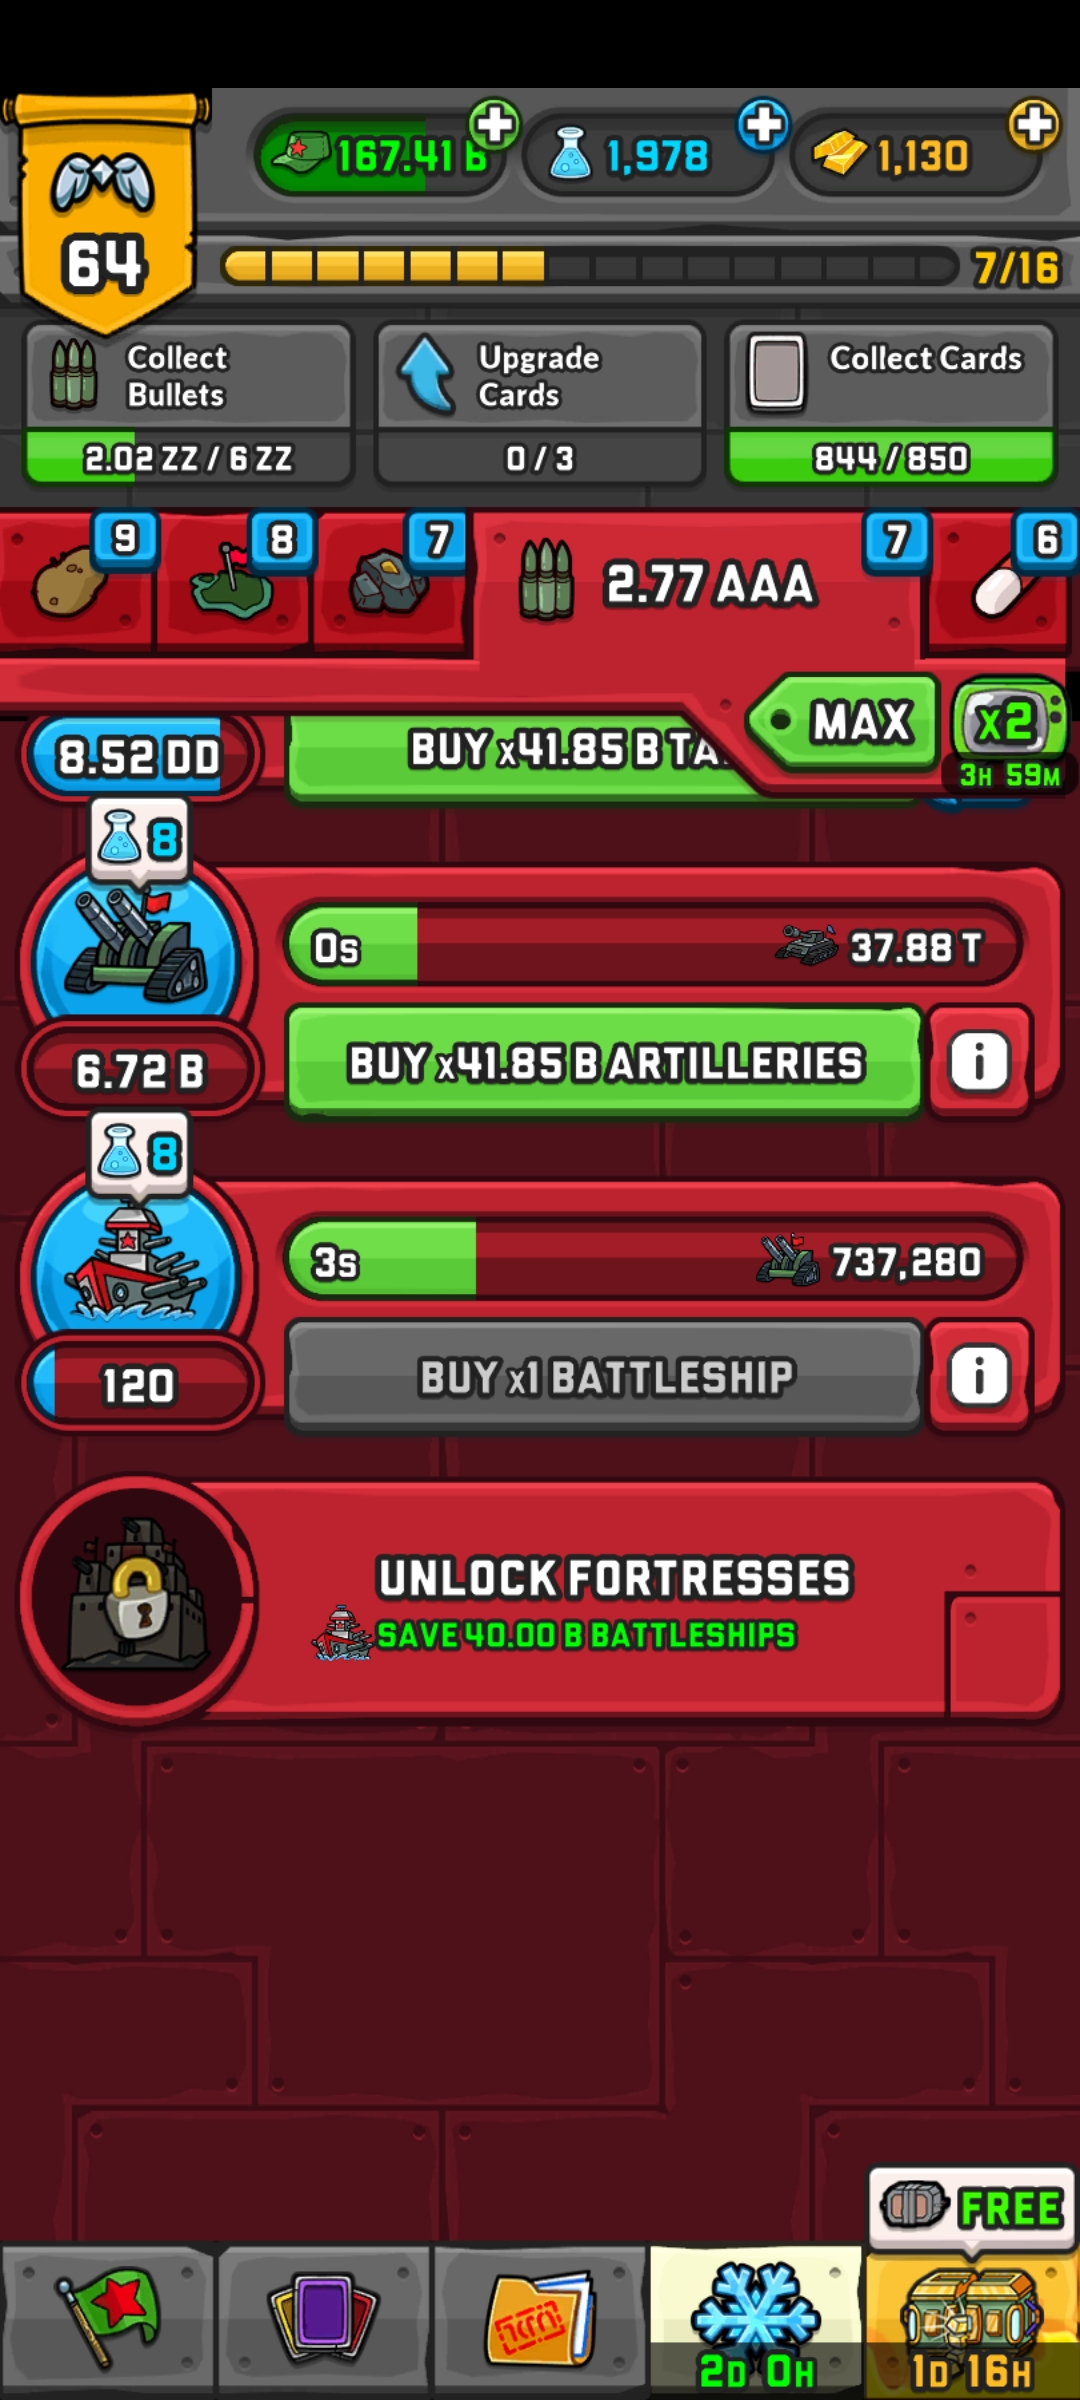 167.41 B
1,978
1,130
64
7/16
Collect
Bullets
Upgrade
Cards
Collect Cards
2.02 ZZ / 6 ZZ
0 / 3
844 / 850
9
8
7
2.77 AAA
7
6
MAX
x2
3H 59M
8.52 DD
BUY x41.85 B TA
8
0s
37.88 T
6.72 B
BUY x41.85 B ARTILLERIES
i
8
3s
737,280
120
BUY x1 BATTLESHIP
i
UNLOCK FORTRESSES
SAVE 40.00 B BATTLESHIPS
FREE
2D 0H
1D 16H